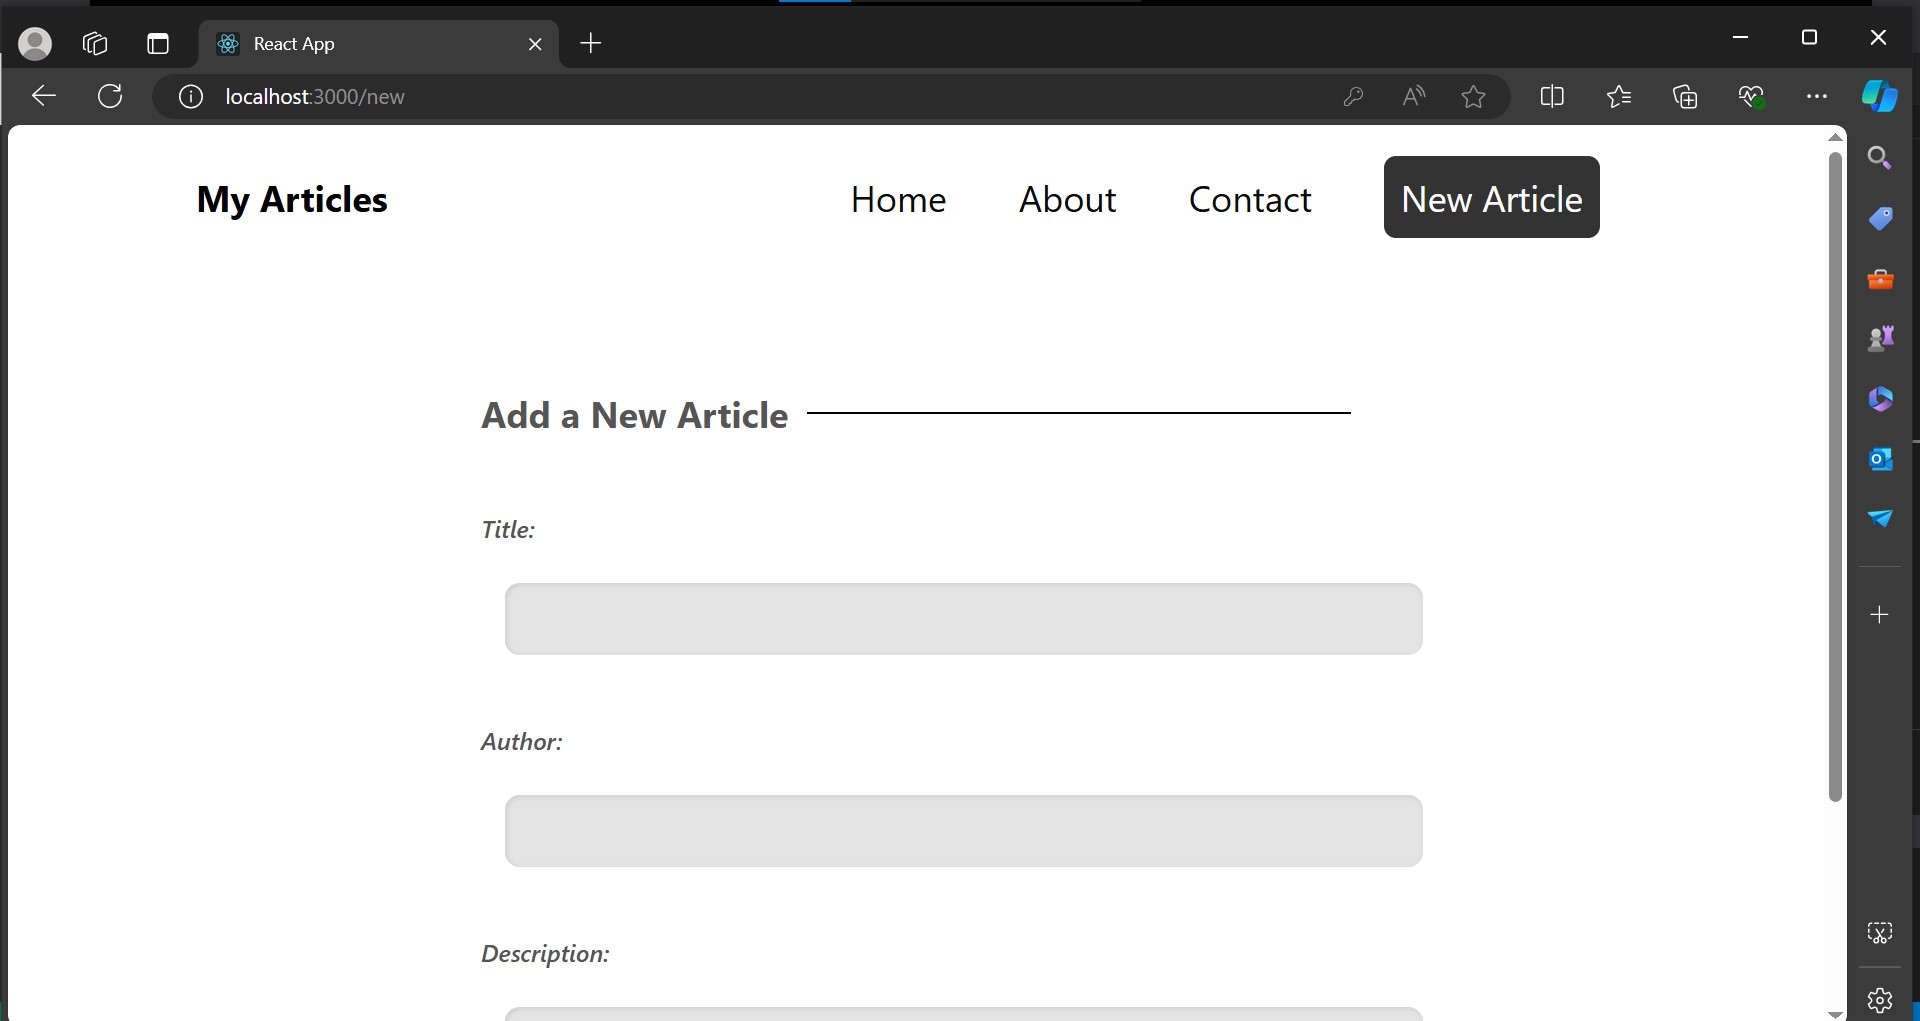 React App
localhost:3000/new
My Articles
Home About Contact New Article
Add a New Article
Title:
Author:
Description: